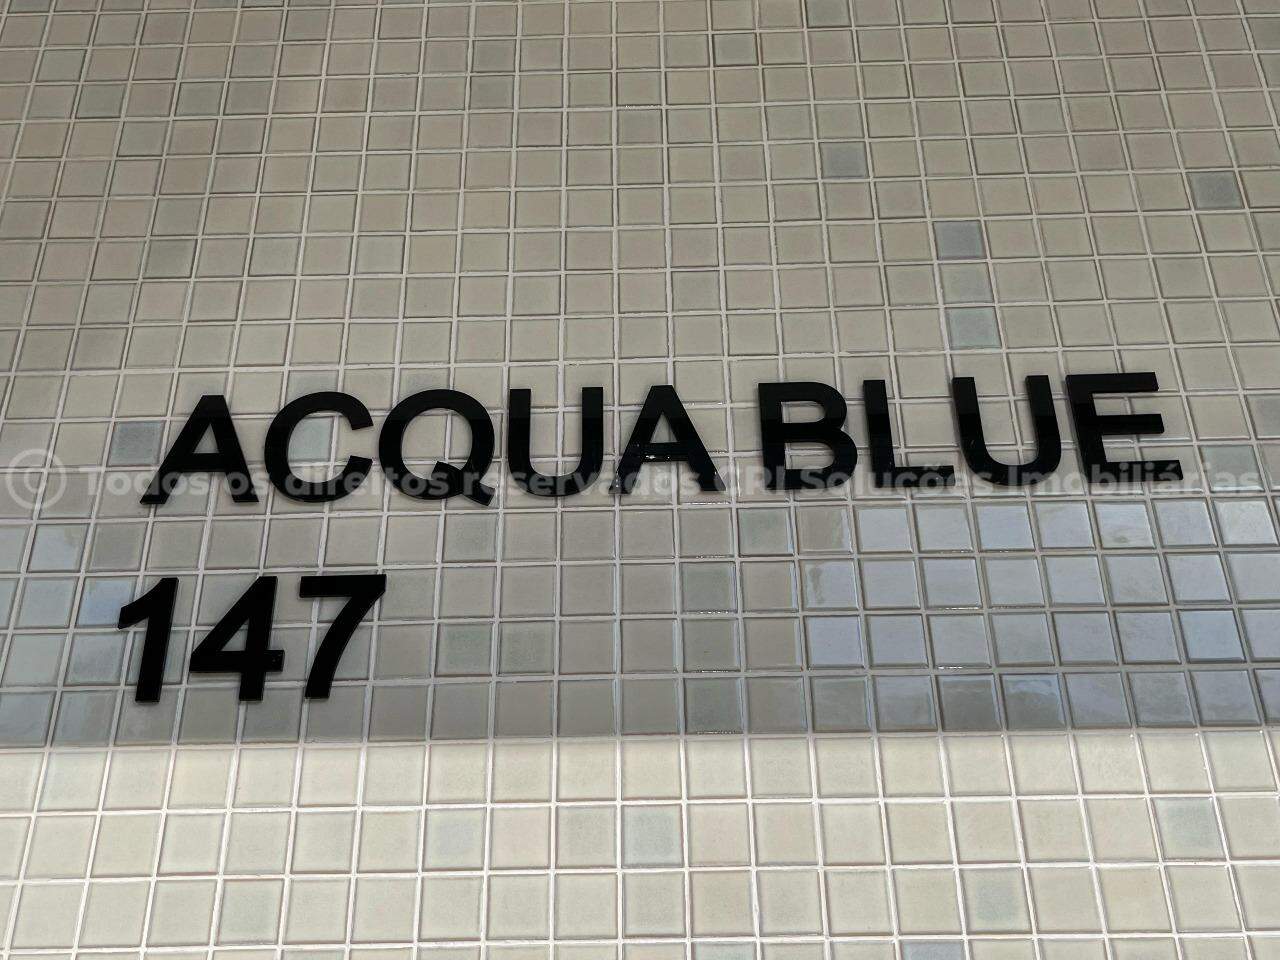 ACQUA BLUE
© Todos os direitos reservados CRI Soluções Imobiliárias
147